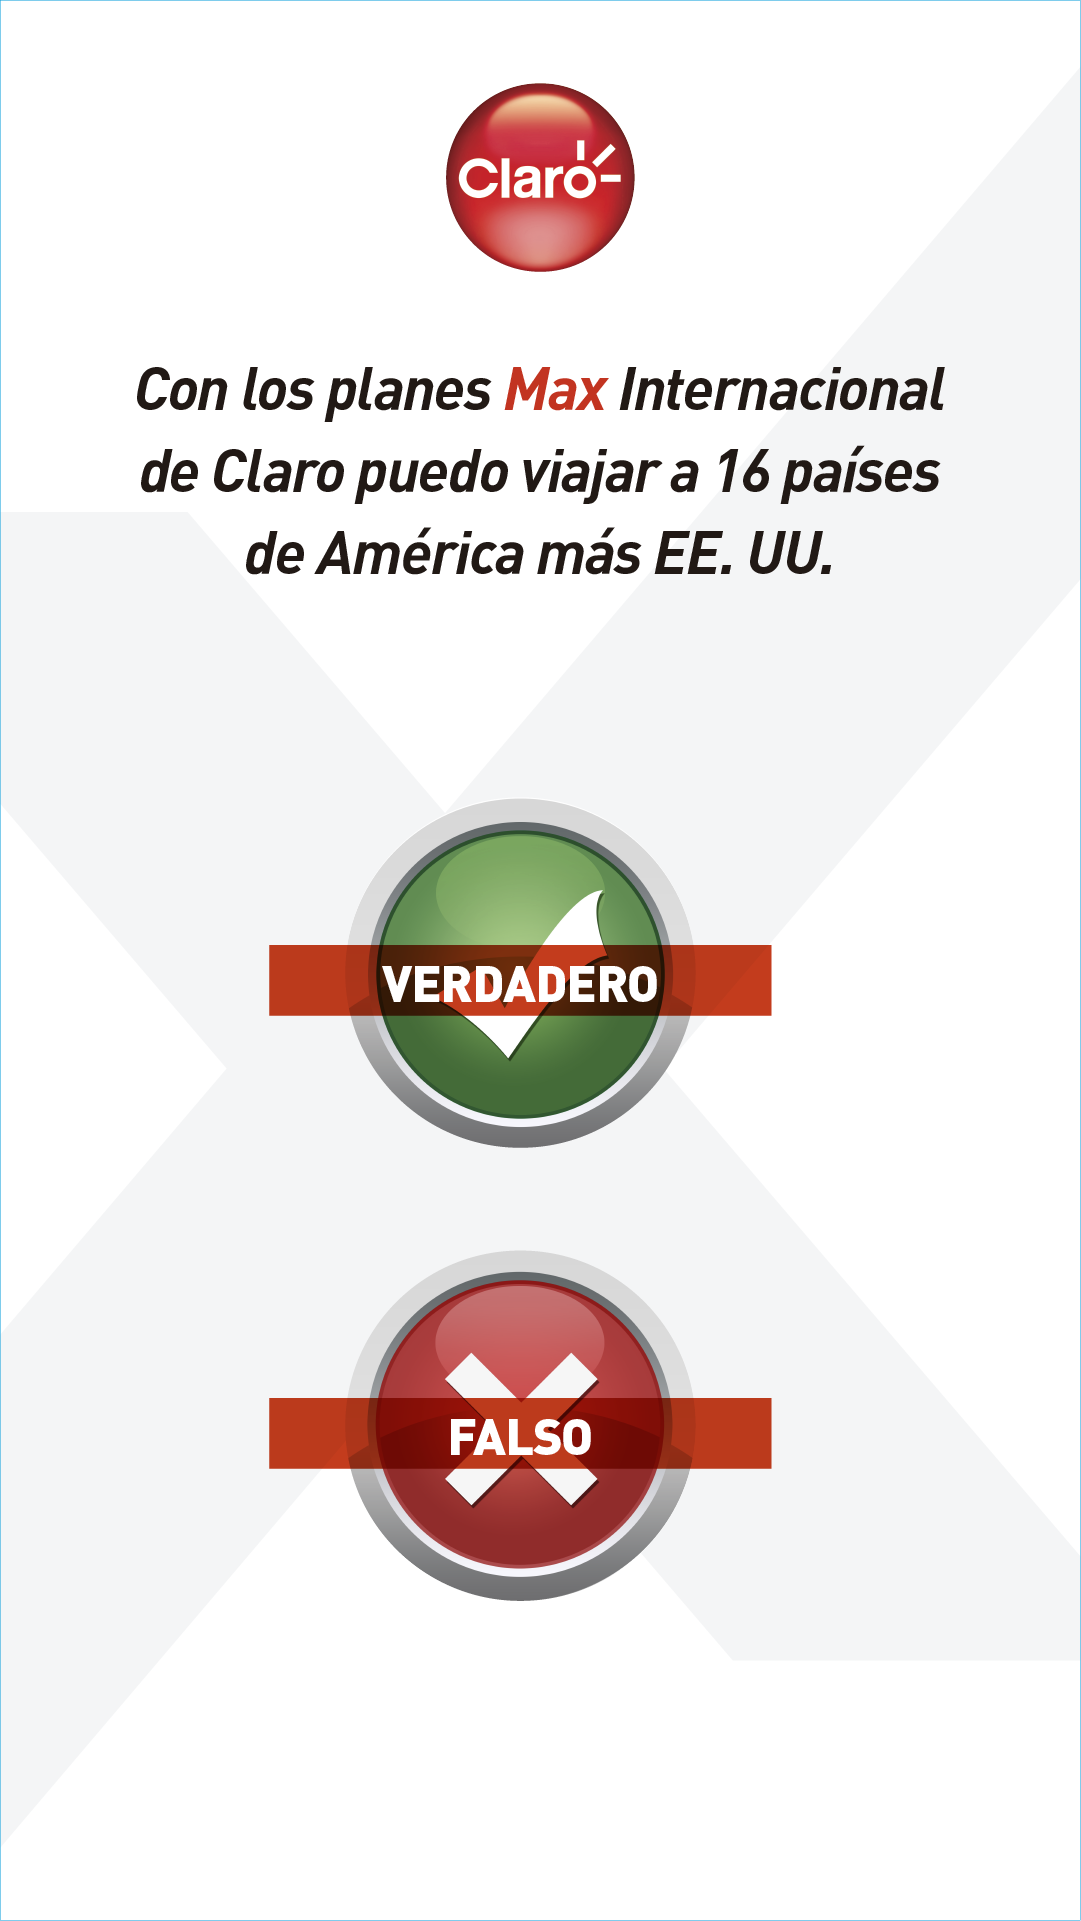 Claro
Con los planes Max Internacional
de Claro puedo viajar a 16 países
de América más EE. UU.
VERDADERO
FALSO